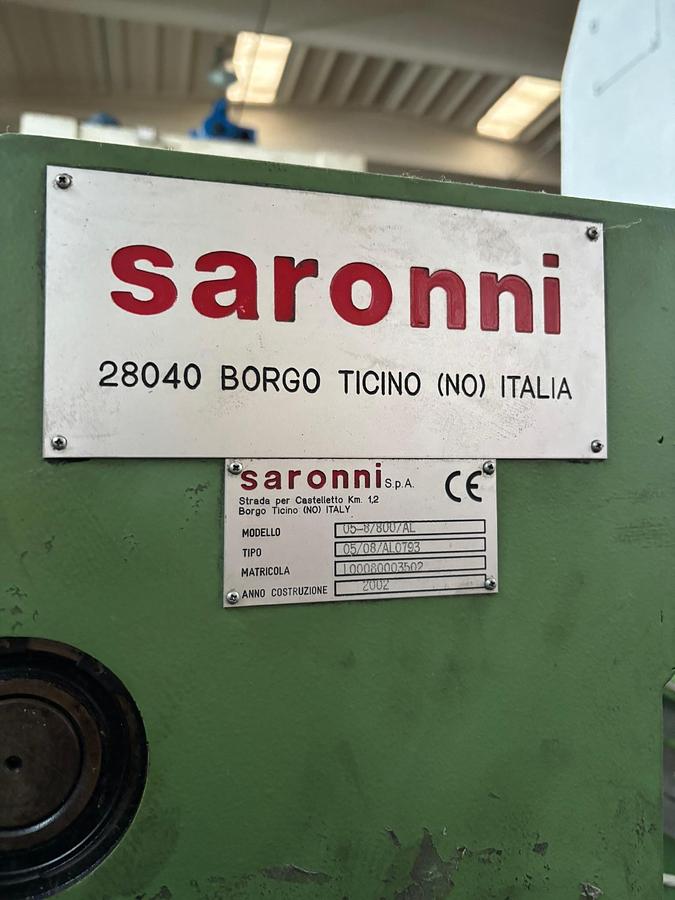 saronni
28040 BORGO TICINO (NO) ITALIA
saronni S.p.A. CE
Strada per Castelletto Km. 1,2
Borgo Ticino (NO) ITALY
MODELLO 05-8/800/AL
TIPO 05/08/AL0793
MATRICOLA L00080003502
ANNO COSTRUZIONE 2002